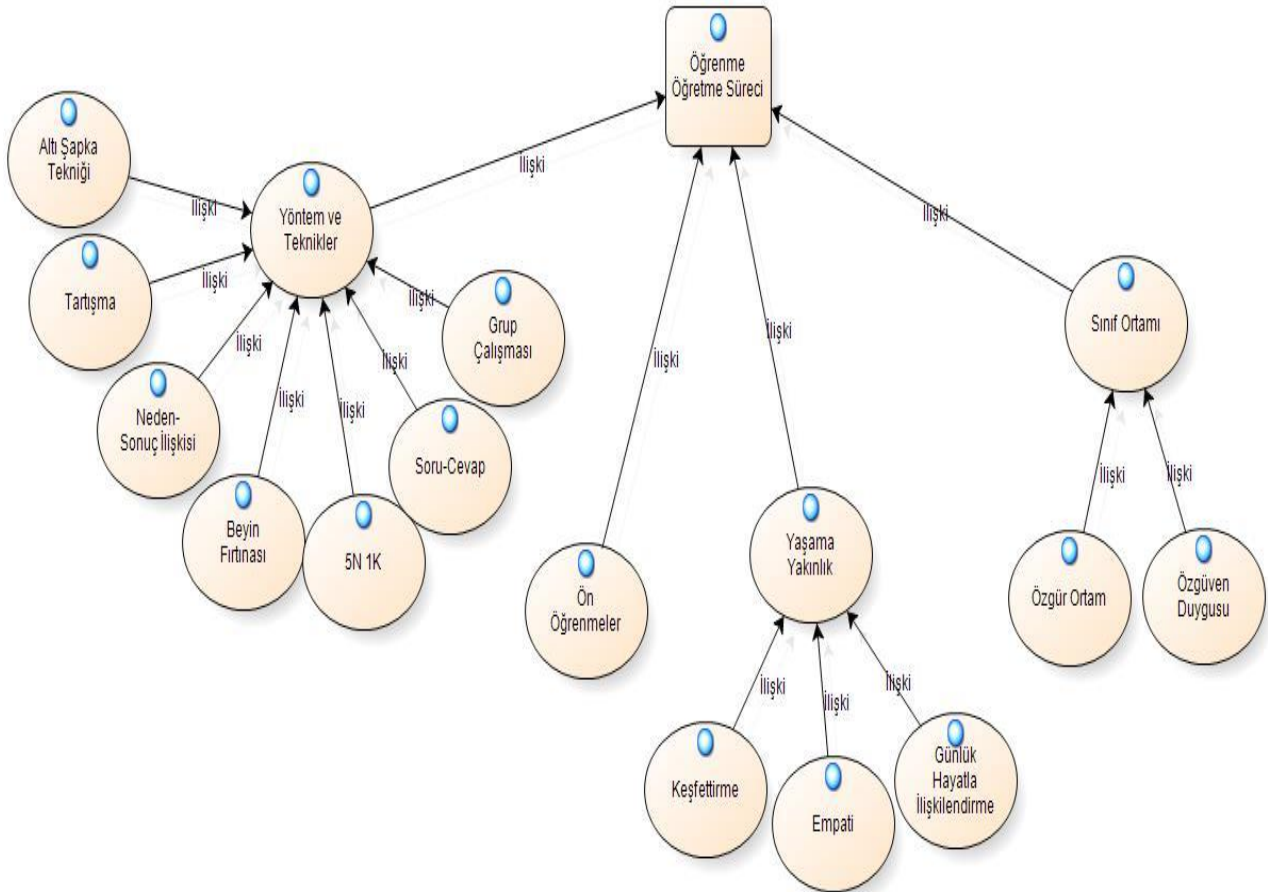 Öğrenme
Öğretme Süreci
Altı Şapka
Tekniği
İlişki
Yöntem ve
Teknikler
İlişki
Tartışma
İlişki
Neden-
Sonuç İlişkisi
İlişki
Beyin
Fırtınası
İlişki
5N 1K
İlişki
Soru-Cevap
İlişki
Grup
Çalışması
İlişki
Ön
Öğrenmeler
İlişki
Yaşama
Yakınlık
İlişki
Keşfettirme
İlişki
Empati
İlişki
Günlük
Hayatla
İlişkilendirme
İlişki
Sınıf Ortamı
İlişki
Özgür Ortam
İlişki
Özgüven
Duygusu
İlişki